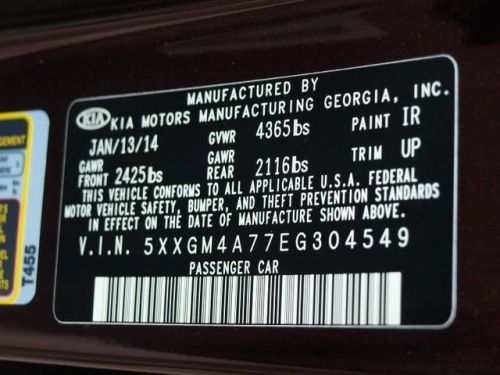 MANUFACTURED BY
KIA KIA MOTORS MANUFACTURING GEORGIA, INC.
JAN/13/14 GVWR 4365lbs PAINT IR
GAWR FRONT 2425lbs GAWR REAR 2116lbs TRIM UP
THIS VEHICLE CONFORMS TO ALL APPLICABLE U.S.A. FEDERAL
MOTOR VEHICLE SAFETY, BUMPER, AND THEFT PREVENTION STANDARDS
IN EFFECT ON THE DATE OF MANUFACTURE SHOWN ABOVE.
V.I.N. 5XXGM4A77EG304549
PASSENGER CAR
T455